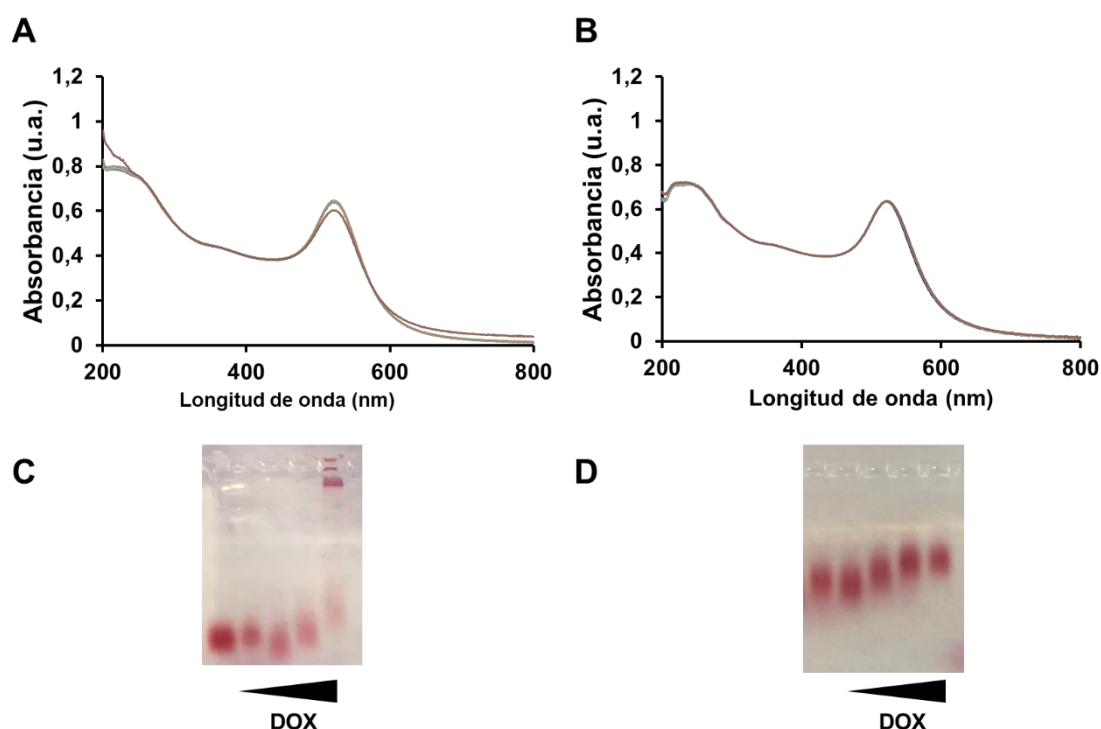 A
Absorbancia (u.a.)
1,2
1
0,8
0,6
0,4
0,2
0
200
400
600
800
Longitud de onda (nm)
B
Absorbancia (u.a.)
1,2
1
0,8
0,6
0,4
0,2
0
200
400
600
800
Longitud de onda (nm)
C
DOX
D
DOX